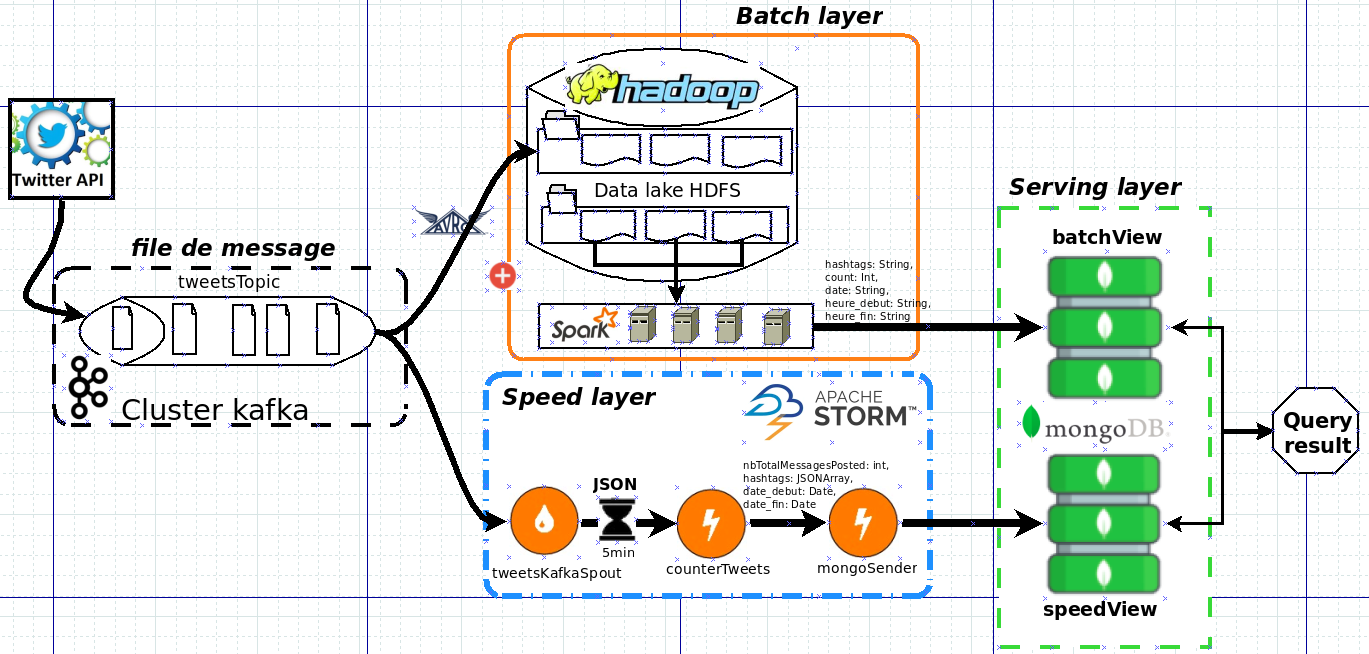 Batch layer
hadoop
Twitter API
Data lake HDFS
Serving layer
AVRO
file de message
batchView
tweetsTopic
hashtags: String,
count: Int,
date: String,
heure_debut: String,
heure_fin: String
Spark
Cluster kafka
Speed layer
APACHE
STORM™
mongoDB.
Query
result
nbTotalMessagesPosted: int,
hashtags: JSONArray,
date_debut: Date,
date_fin: Date
JSON
5min
tweetsKafkaSpout
counterTweets
mongoSender
speedView